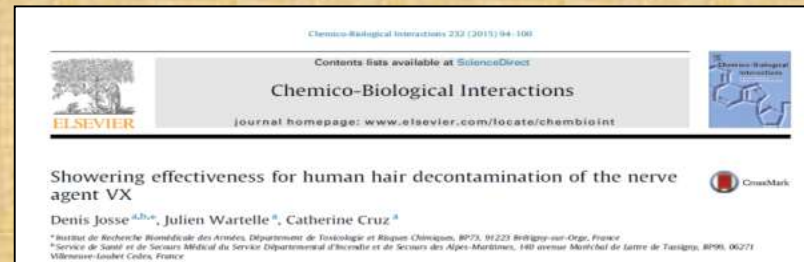 Chemico-Biological Interactions 232 (2015) 94–100
Contents lists available at ScienceDirect
Chemico-Biological Interactions
journal homepage: www.elsevier.com/locate/chembioint
ELSEVIER
Chemico-Biological
Interactions
Showering effectiveness for human hair decontamination of the nerve
agent VX
CrossMark
Denis Josse a,b,*, Julien Wartelle a, Catherine Cruz a
a Institut de Recherche Biomédicale des Armées, Département de Toxicologie et Risques Chimiques, BP73, 91223 Brétigny-sur-Orge, France
b Service de Santé et de Secours Médical du Service Départemental d'Incendie et de Secours des Alpes-Maritimes, 140 avenue Maréchal de Lattre de Tassigny, BP99, 06271
Villeneuve-Loubet Cedex, France